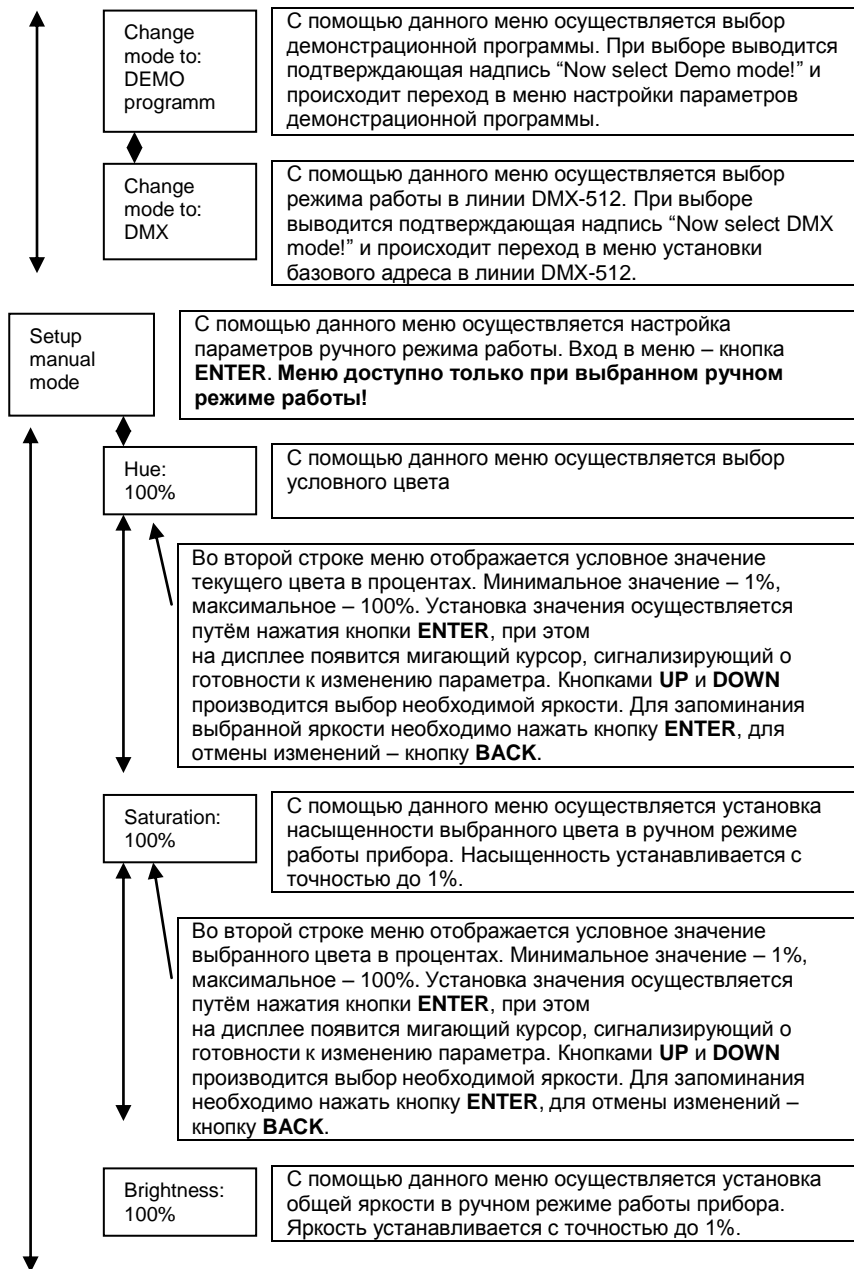 Change
mode to:
DEMO
programm
С помощью данного меню осуществляется выбор
демонстрационной программы. При выборе выводится
подтверждающая надпись “Now select Demo mode!” и
происходит переход в меню настройки параметров
демонстрационной программы.
Change
mode to:
DMX
С помощью данного меню осуществляется выбор
режима работы в линии DMX-512. При выборе
выводится подтверждающая надпись “Now select DMX
mode!” и происходит переход в меню установки
базового адреса в линии DMX-512.
Setup
manual
mode
С помощью данного меню осуществляется настройка
параметров ручного режима работы. Вход в меню – кнопка
ENTER. Меню доступно только при выбранном ручном
режиме работы!
Hue:
100%
С помощью данного меню осуществляется выбор
условного цвета
Во второй строке меню отображается условное значение
текущего цвета в процентах. Минимальное значение – 1%,
максимальное – 100%. Установка значения осуществляется
путём нажатия кнопки ENTER, при этом
на дисплее появится мигающий курсор, сигнализирующий о
готовности к изменению параметра. Кнопками UP и DOWN
производится выбор необходимой яркости. Для запоминания
выбранной яркости необходимо нажать кнопку ENTER, для
отмены изменений – кнопку BACK.
Saturation:
100%
С помощью данного меню осуществляется установка
насыщенности выбранного цвета в ручном режиме
работы прибора. Насыщенность устанавливается с
точностью до 1%.
Во второй строке меню отображается условное значение
выбранного цвета в процентах. Минимальное значение – 1%,
максимальное – 100%. Установка значения осуществляется
путём нажатия кнопки ENTER, при этом
на дисплее появится мигающий курсор, сигнализирующий о
готовности к изменению параметра. Кнопками UP и DOWN
производится выбор необходимой яркости. Для запоминания
необходимо нажать кнопку ENTER, для отмены изменений –
кнопку BACK.
Brightness:
100%
С помощью данного меню осуществляется установка
общей яркости в ручном режиме работы прибора.
Яркость устанавливается с точностью до 1%.